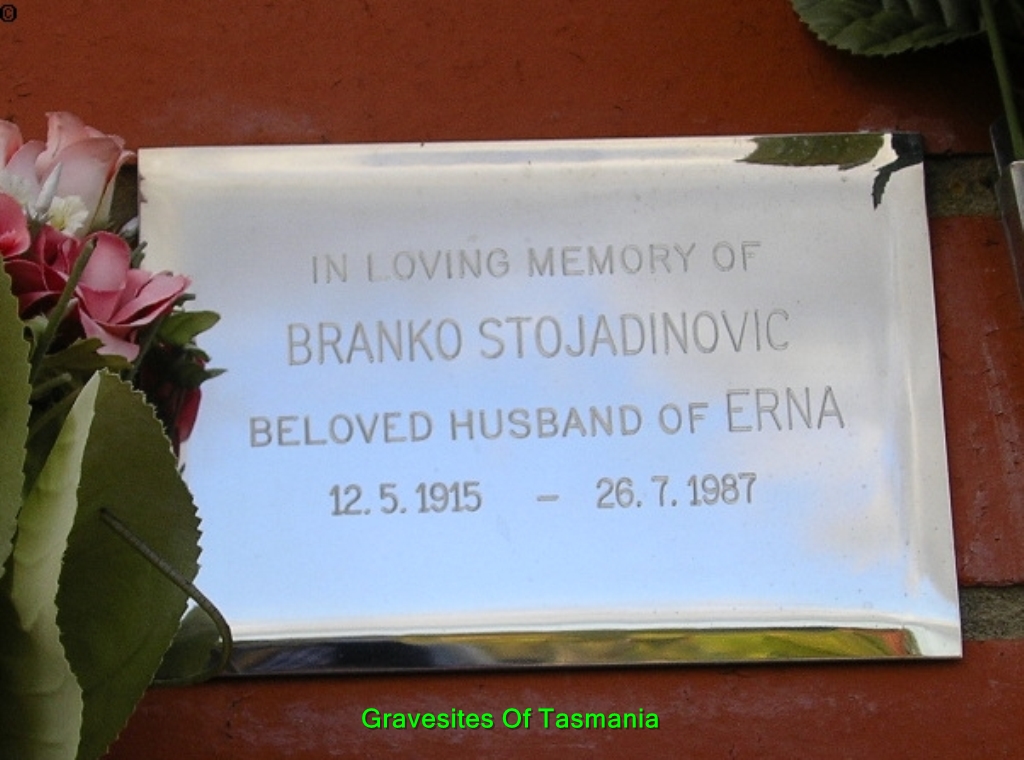 ©
IN LOVING MEMORY OF
BRANKO STOJADINOVIC
BELOVED HUSBAND OF ERNA
12.5.1915 – 26.7.1987
Gravesites Of Tasmania